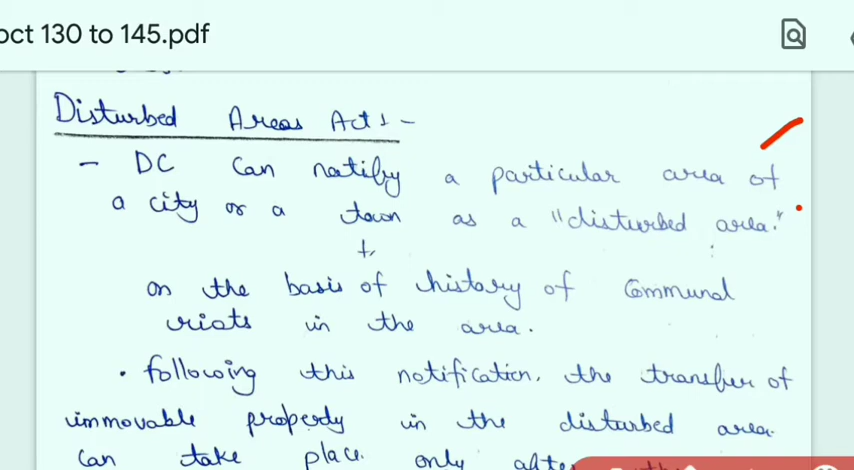 oct 130 to 145.pdf
Disturbed Areas Act :-
- DC can notify a particular area of
a city or a town as a "disturbed area."
on the basis of history of communal
riots in the area.
• following this notification, the transfer of
immovable property in the disturbed area
can take place only after